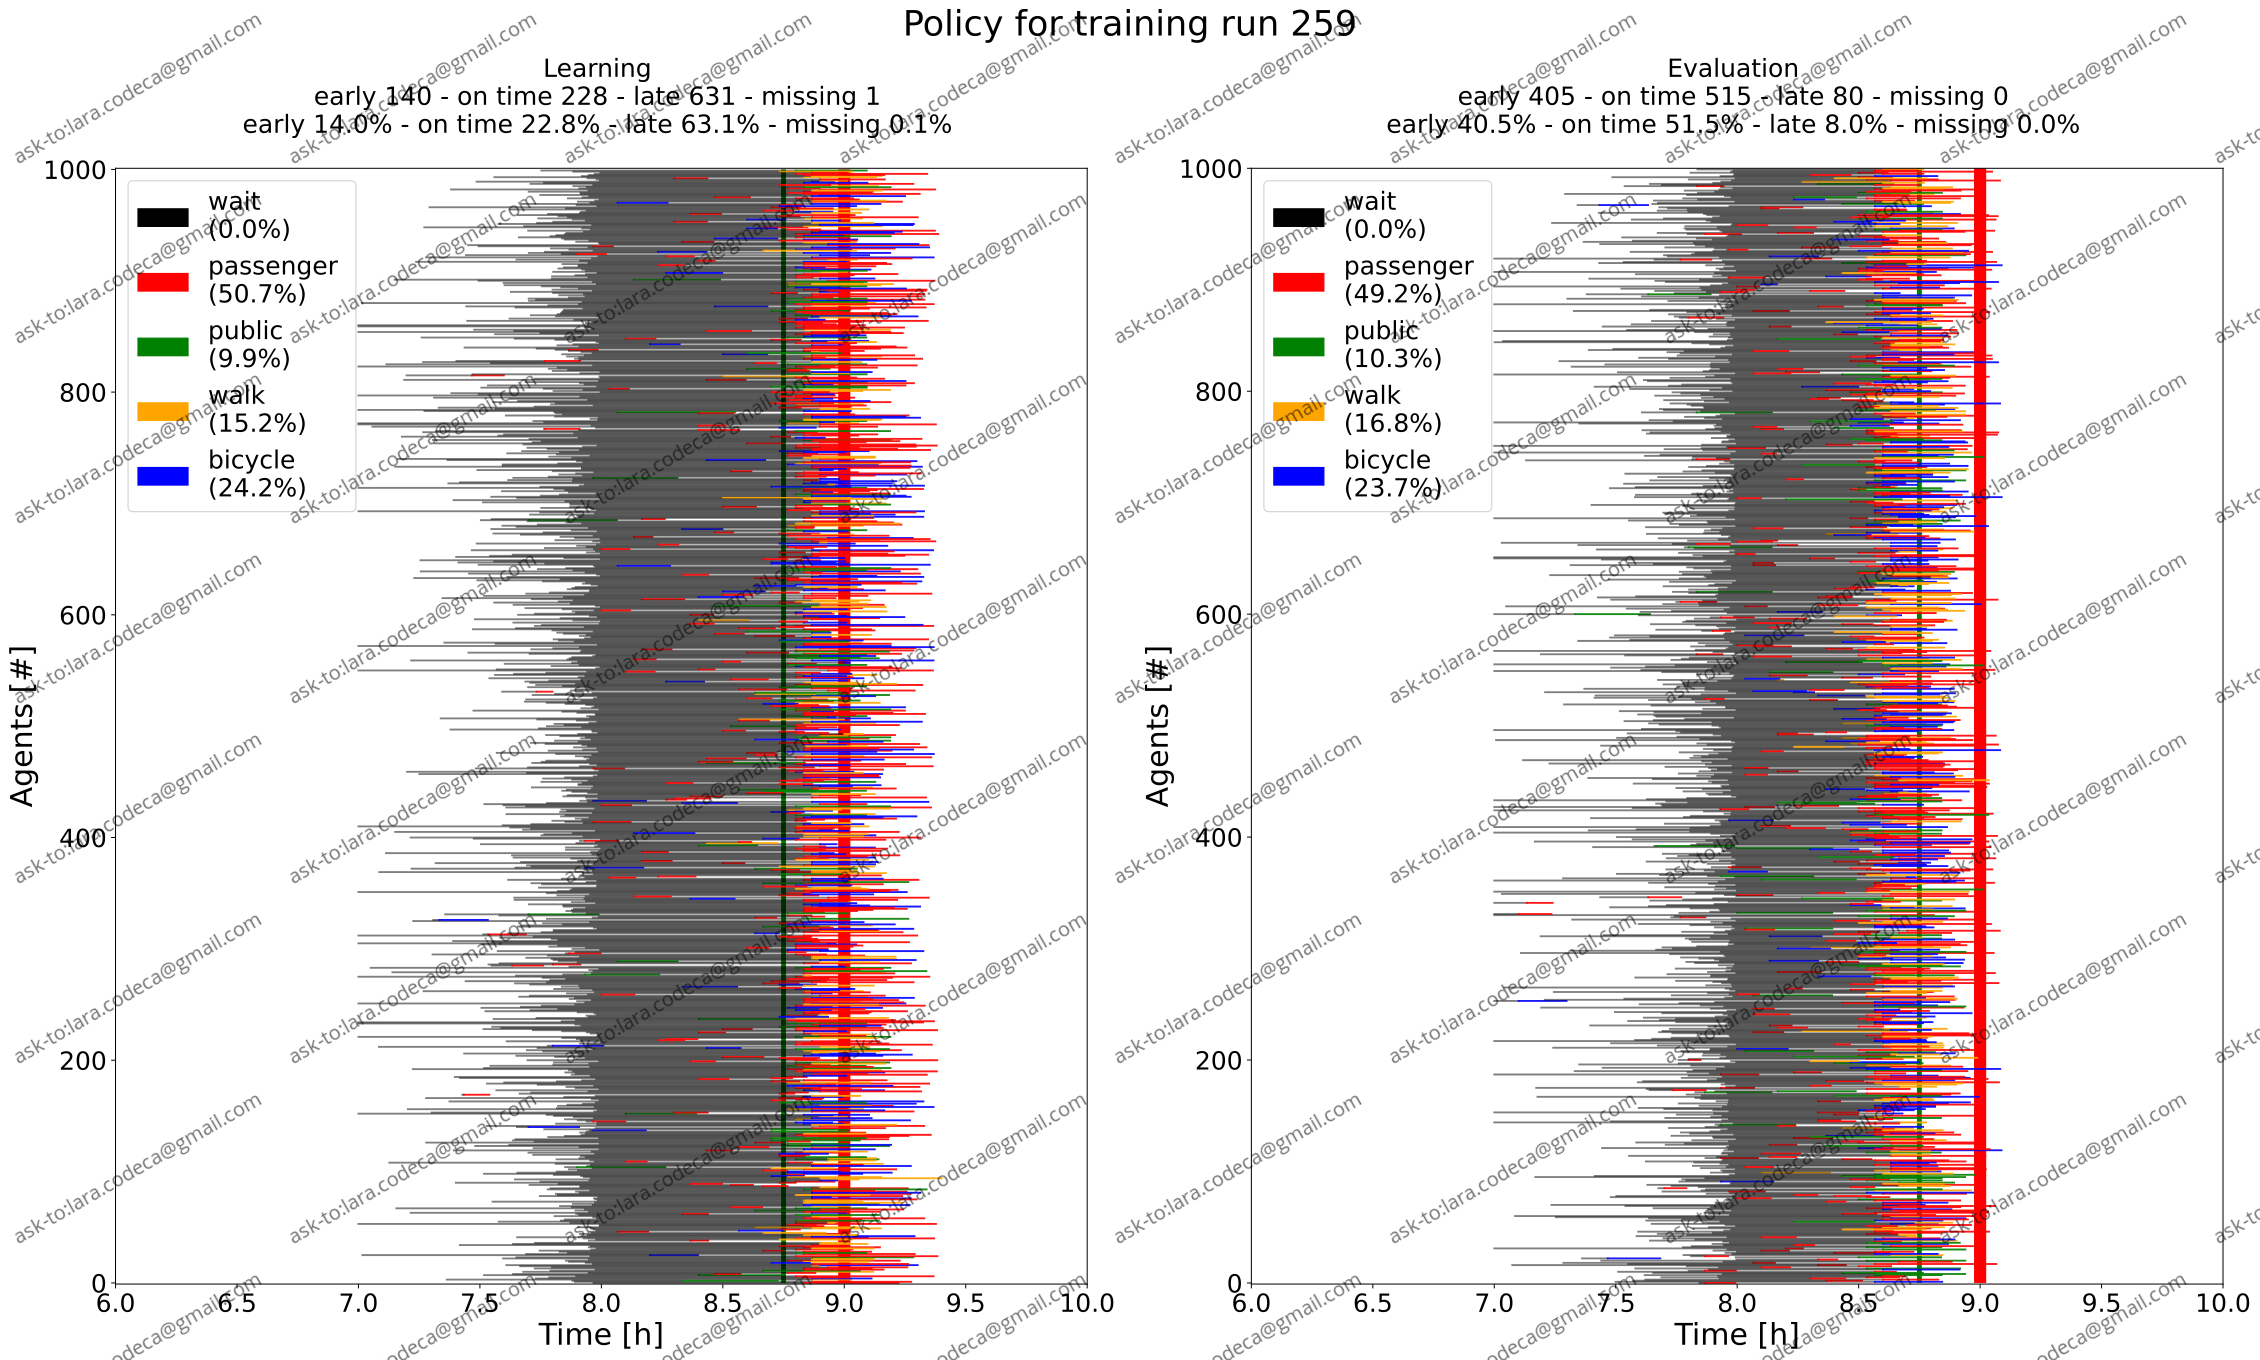 Policy for training run 259
Learning
early 140 - on time 228 - late 631 - missing 1
early 14.0% - on time 22.8% - late 63.1% - missing 0.1%
1000
800
600
400
200
0
Agents [#]
wait
(0.0%)
passenger
(50.7%)
public
(9.9%)
walk
(15.2%)
bicycle
(24.2%)
6.0 6.5 7.0 7.5 8.0 8.5 9.0 9.5 10.0
Time [h]
Evaluation
early 405 - on time 515 - late 80 - missing 0
early 40.5% - on time 51.5% - late 8.0% - missing 0.0%
1000
800
600
400
200
0
Agents [#]
wait
(0.0%)
passenger
(49.2%)
public
(10.3%)
walk
(16.8%)
bicycle
(23.7%)
6.0 6.5 7.0 7.5 8.0 8.5 9.0 9.5 10.0
Time [h]
ask-to:lara.codeca@gmail.com